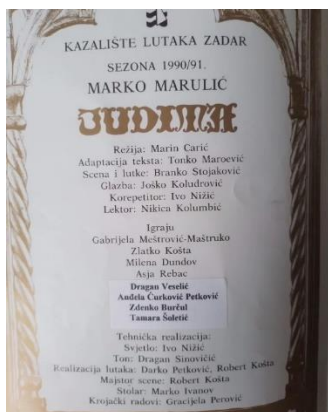 KAZALIŠTE LUTAKA ZADAR
SEZONA 1990/91.
MARKO MARULIĆ
JUDITA
Režija: Marin Carić
Adaptacija teksta: Tonko Maroević
Scena i lutke: Branko Stojaković
Glazba: Joško Koludrović
Korepetitor: Ivo Nižić
Lektor: Nikica Kolumbić
Igraju
Gabrijela Meštrović-Maštruko
Zlatko Košta
Milena Dundov
Asja Rebac
Dragan Veselić
Anđela Ćurković Petković
Zdenko Burčul
Tamara Šoletić
Tehnička realizacija:
Svjetlo: Ivo Nižić
Ton: Dragan Sinovičić
Realizacija lutaka: Darko Petković, Robert Košta
Majstor scene: Robert Košta
Stolar: Marko Ivanov
Krojački radovi: Gracijela Perović